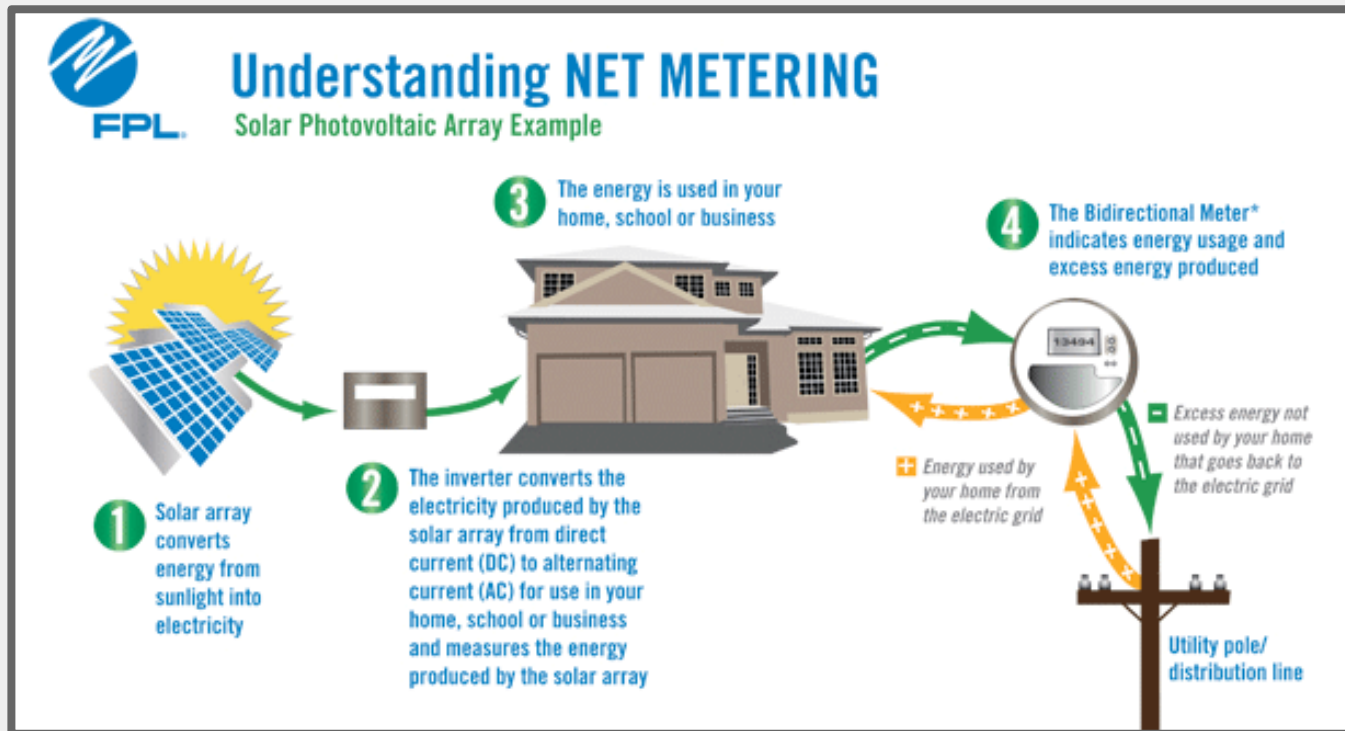 FPL®
Understanding NET METERING
Solar Photovoltaic Array Example
1
Solar array
converts
energy from
sunlight into
electricity
2
The inverter converts the
electricity produced by the
solar array from direct
current (DC) to alternating
current (AC) for use in your
home, school or business
and measures the energy
produced by the solar array
3
The energy is used in your
home, school or business
4
The Bidirectional Meter*
indicates energy usage and
excess energy produced
13494
+ Energy used by
your home from
the electric grid
- Excess energy not
used by your home
that goes back to
the electric grid
Utility pole/
distribution line